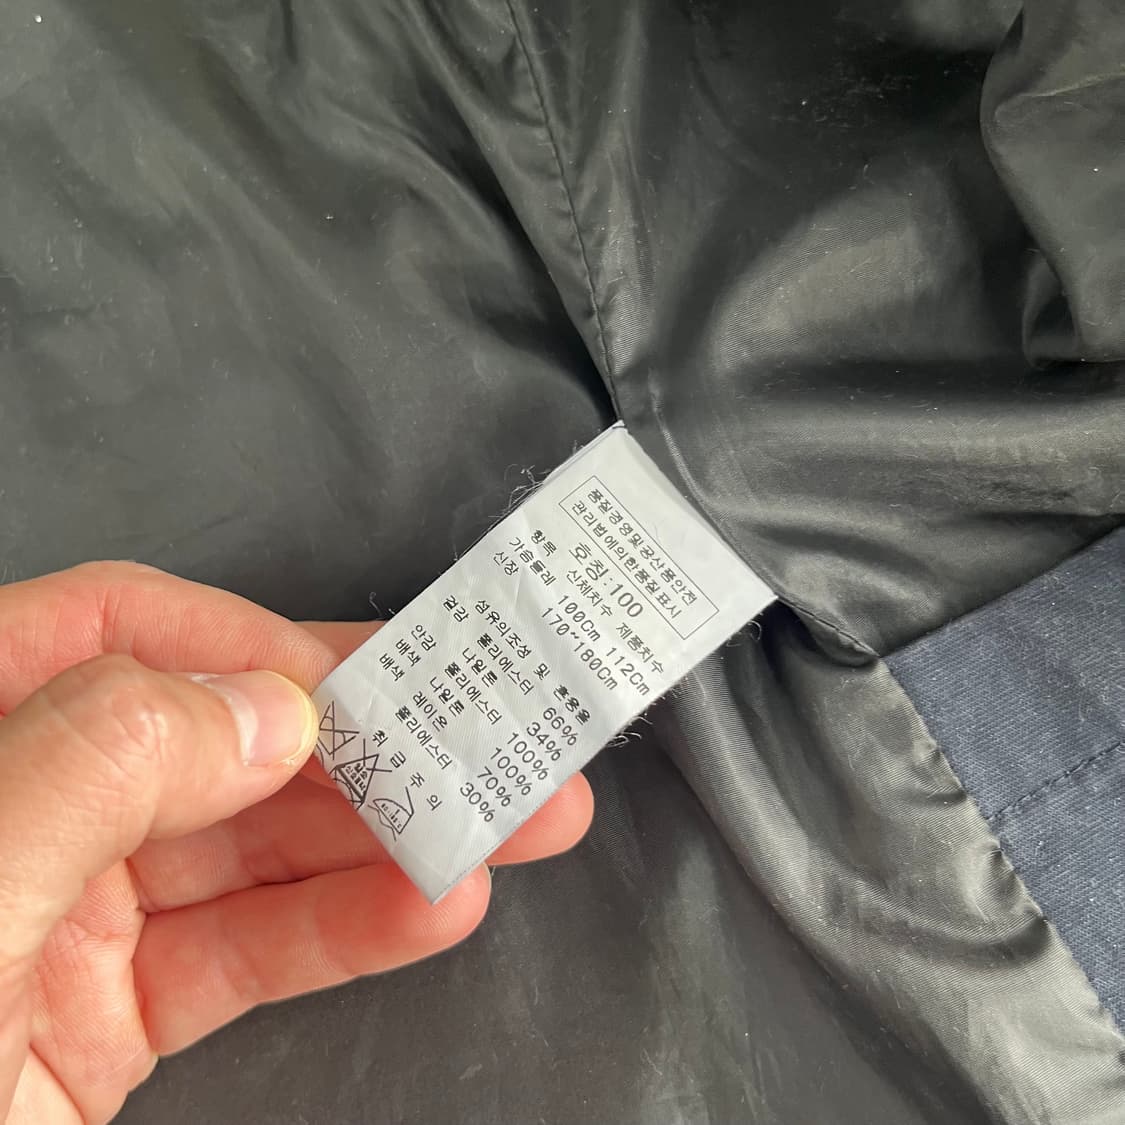 품질경영및공산품안전
관리법에의한품질표시
호칭:100
항목 신체치수 제품치수
가슴둘레 100Cm 112Cm
신장 170~180Cm
섬유의조성 및 혼용율
겉감 폴리에스터 66%
나일론 34%
안감 폴리에스터 100%
배색 나일론 100%
배색 레이온 70%
폴리에스터 30%
취 급 주 의